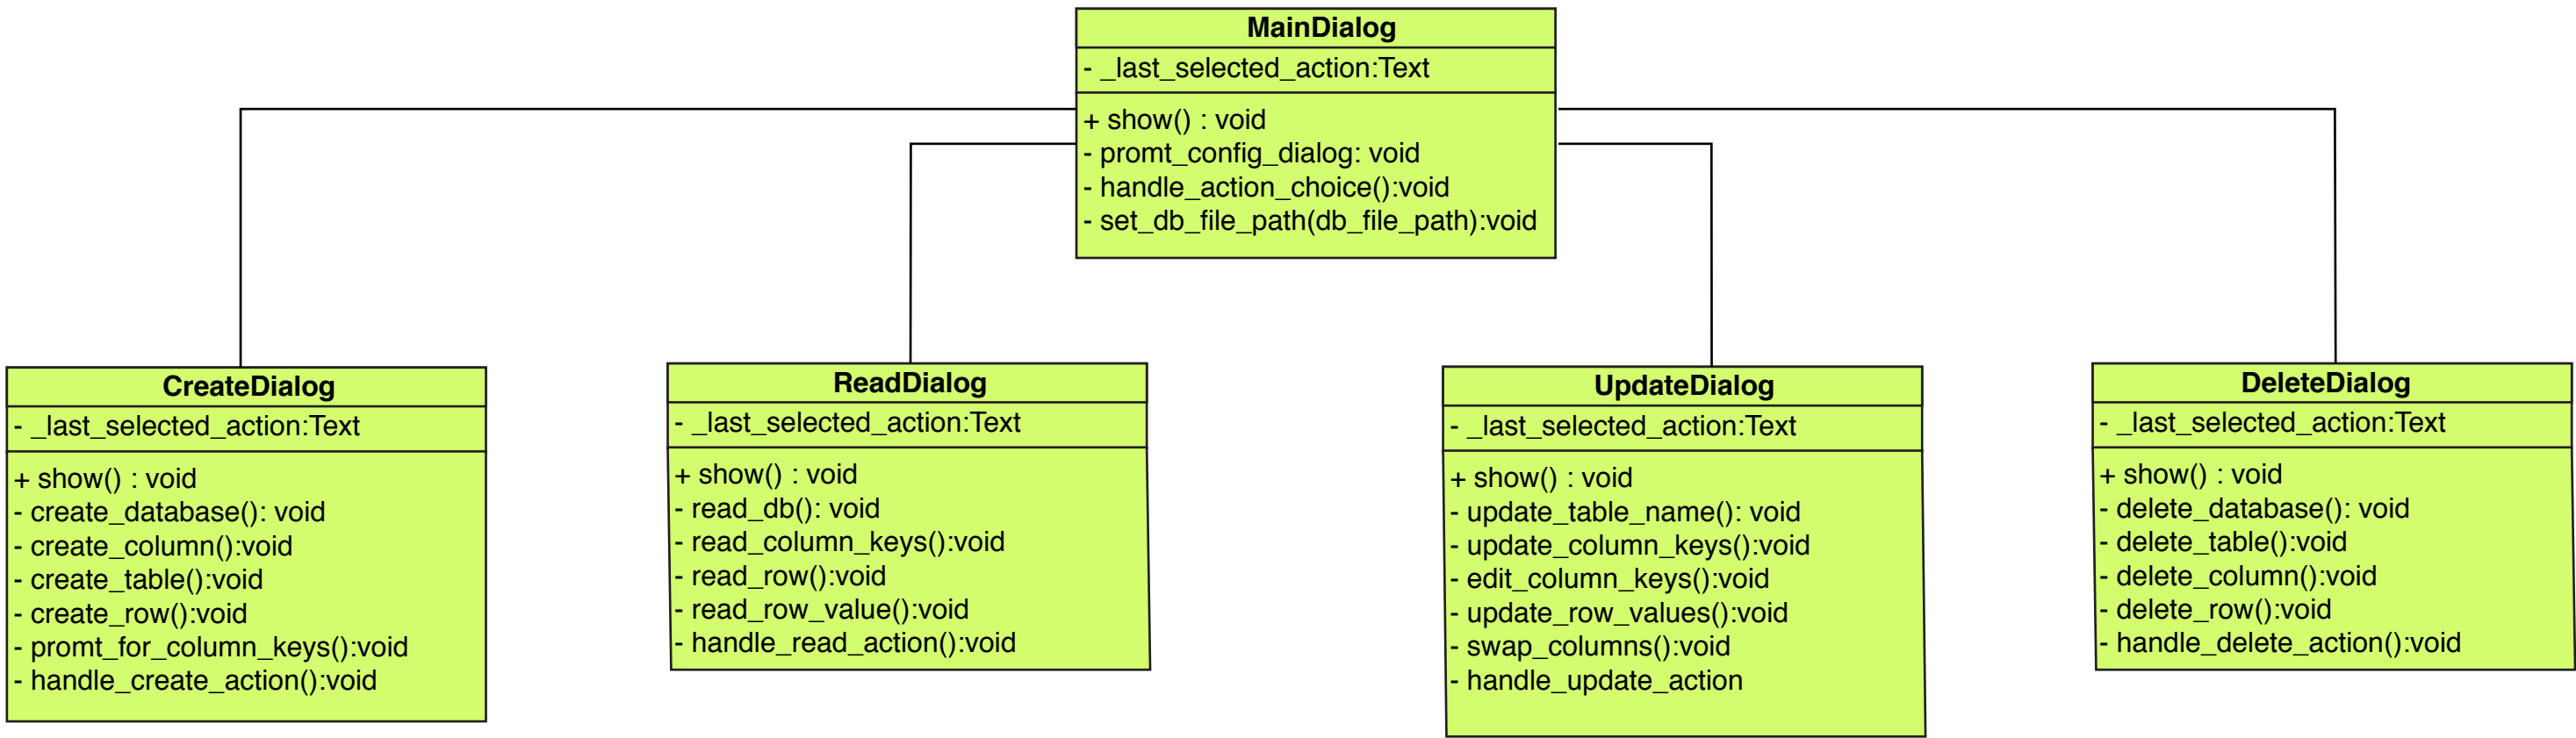 MainDialog
- _last_selected_action:Text
+ show() : void
- promt_config_dialog: void
- handle_action_choice():void
- set_db_file_path(db_file_path):void
CreateDialog
- _last_selected_action:Text
+ show() : void
- create_database(): void
- create_column():void
- create_table():void
- create_row():void
- promt_for_column_keys():void
- handle_create_action():void
ReadDialog
- _last_selected_action:Text
+ show() : void
- read_db(): void
- read_column_keys():void
- read_row():void
- read_row_value():void
- handle_read_action():void
UpdateDialog
- _last_selected_action:Text
+ show() : void
- update_table_name(): void
- update_column_keys():void
- edit_column_keys():void
- update_row_values():void
- swap_columns():void
- handle_update_action
DeleteDialog
- _last_selected_action:Text
+ show() : void
- delete_database(): void
- delete_table():void
- delete_column():void
- delete_row():void
- handle_delete_action():void